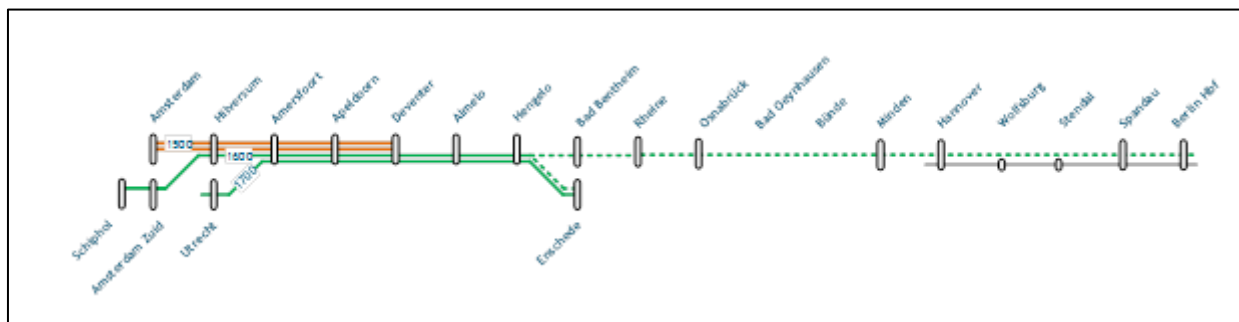 Amsterdam
Hilversum
Amersfoort
Apeldoorn
Deventer
Almelo
Hengelo
Bad Bentheim
Rheine
Osnabrück
Bad Oeynhausen
Bünde
Minden
Hannover
Wolfsburg
Stendal
Spandau
Berlin Hbf
1500
1600
1700
Schiphol
Amsterdam Zuid
Utrecht
Enschede